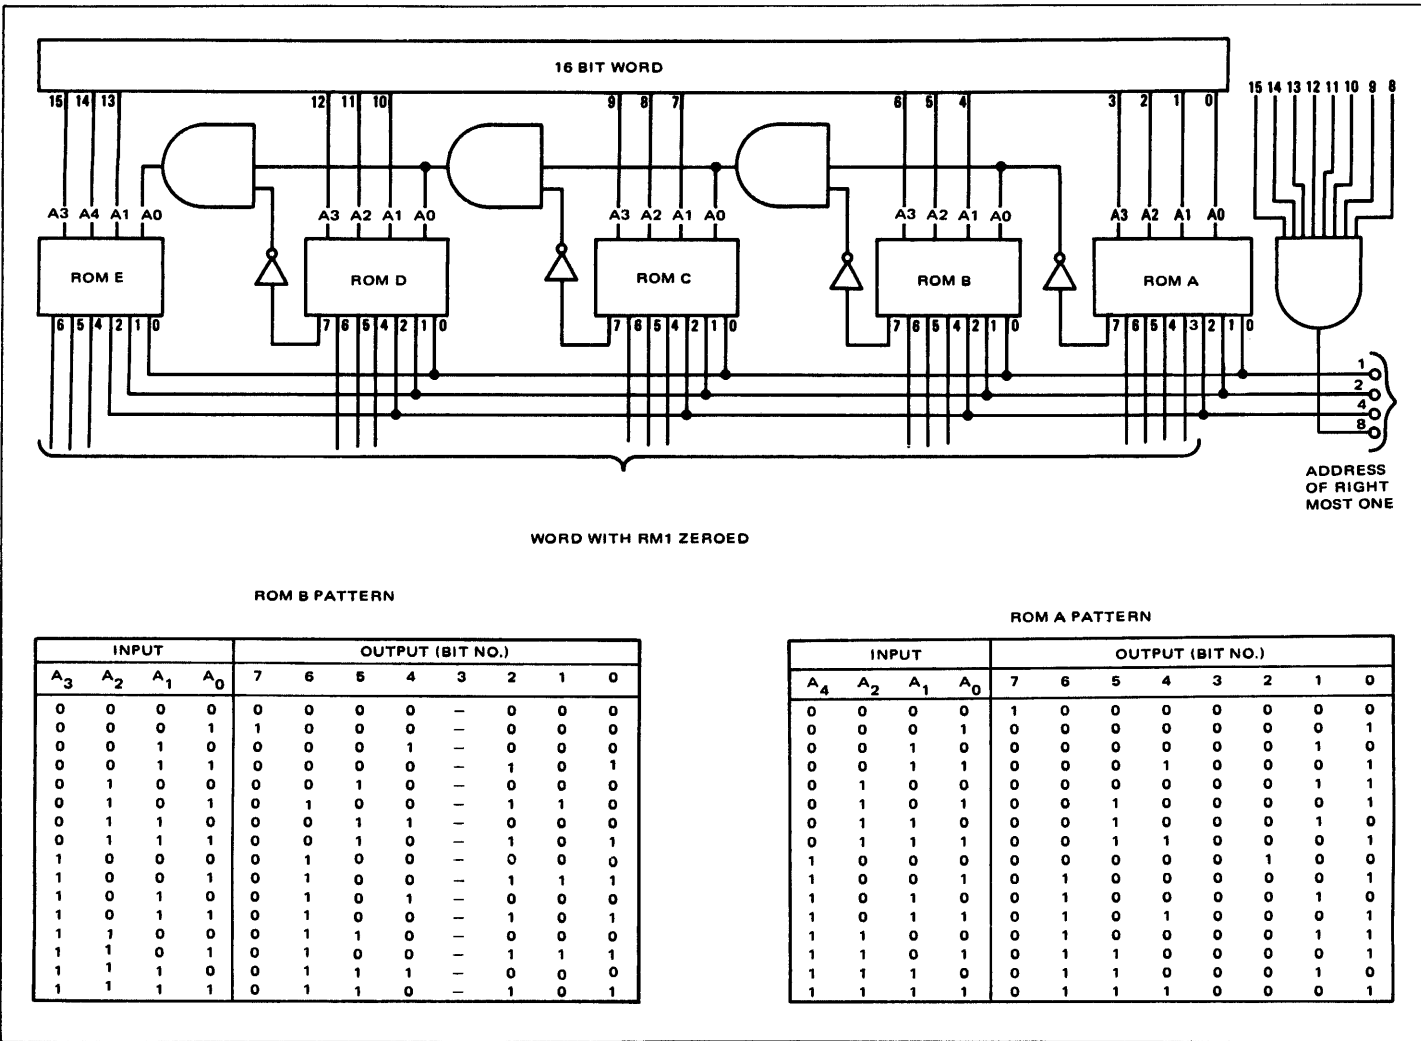 16 BIT WORD
15 14 13 12 11 10 9 8 7 6 5 4 3 2 1 0
15 14 13 12 11 10 9 8
A3 A4 A1 A0 A3 A2 A1 A0 A3 A2 A1 A0 A3 A2 A1 A0 A3 A2 A1 A0
ROM E ROM D ROM C ROM B ROM A
6 5 4 2 1 0 7 6 5 4 2 1 0 7 6 5 4 2 1 0 7 6 5 4 2 1 0 7 6 5 4 3 2 1 0
1
2
4
8
ADDRESS
OF RIGHT
MOST ONE
WORD WITH RM1 ZEROED
ROM B PATTERN
INPUT OUTPUT (BIT NO.)
A3 A2 A1 A0 7 6 5 4 3 2 1 0
0 0 0 0 0 0 0 0 – 0 0 0
0 0 0 1 1 0 0 0 – 0 0 0
0 0 1 0 0 0 0 1 – 0 0 0
0 0 1 1 0 0 0 0 – 1 0 1
0 1 0 0 0 0 1 0 – 0 0 0
0 1 0 1 0 1 0 0 – 1 1 0
0 1 1 0 0 0 1 1 – 0 0 0
0 1 1 1 0 0 1 0 – 1 0 1
1 0 0 0 0 1 0 0 – 0 0 0
1 0 0 1 0 1 0 0 – 1 1 1
1 0 1 0 0 1 0 1 – 0 0 0
1 0 1 1 0 1 0 0 – 1 0 1
1 1 0 0 0 1 1 0 – 0 0 0
1 1 0 1 0 1 0 0 – 1 1 1
1 1 1 0 0 1 1 1 – 0 0 0
1 1 1 1 0 1 1 0 – 1 0 1
ROM A PATTERN
INPUT OUTPUT (BIT NO.)
A4 A2 A1 A0 7 6 5 4 3 2 1 0
0 0 0 0 1 0 0 0 0 0 0 0
0 0 0 1 0 0 0 0 0 0 0 1
0 0 1 0 0 0 0 0 0 0 1 0
0 0 1 1 0 0 0 1 0 0 0 1
0 1 0 0 0 0 0 0 0 0 1 1
0 1 0 1 0 0 1 0 0 0 0 1
0 1 1 0 0 0 1 0 0 0 1 0
0 1 1 1 0 0 1 1 0 0 0 1
1 0 0 0 0 0 0 0 0 1 0 0
1 0 0 1 0 1 0 0 0 0 0 1
1 0 1 0 0 1 0 0 0 0 1 0
1 0 1 1 0 1 0 1 0 0 0 1
1 1 0 0 0 1 0 0 0 0 1 1
1 1 0 1 0 1 1 0 0 0 0 1
1 1 1 0 0 1 1 0 0 0 1 0
1 1 1 1 0 1 1 1 0 0 0 1